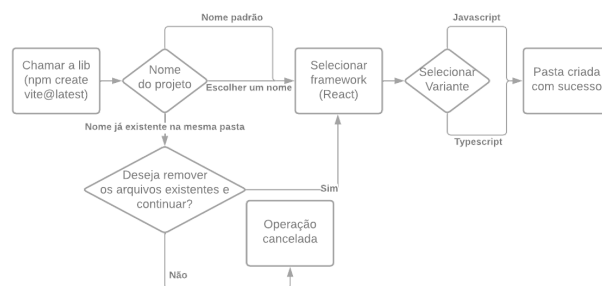 Nome padrão
Javascript
Chamar a lib
(npm create
vite@latest)
Nome
do projeto
Escolher um nome
Selecionar
framework
(React)
Selecionar
Variante
Pasta criada
com sucesso
Typescript
Nome já existente na mesma pasta
Deseja remover
os arquivos existentes e
continuar?
Sim
Operação
cancelada
Não